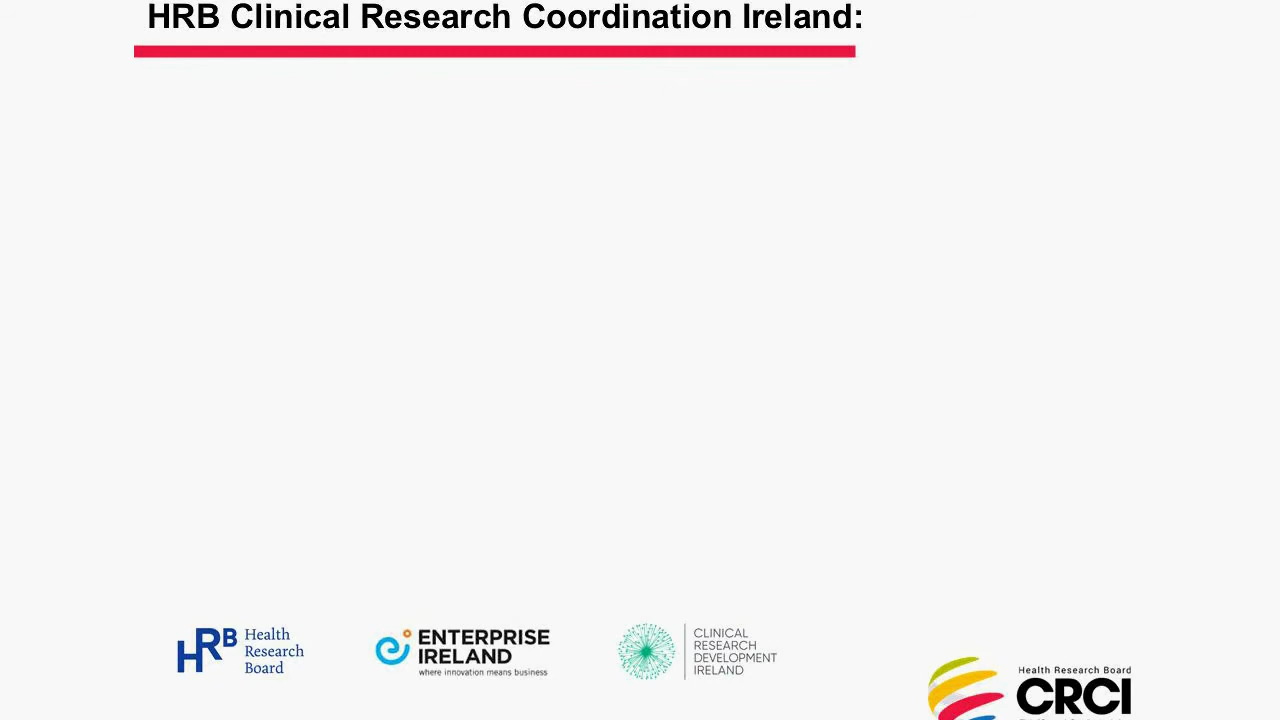 HRB Clinical Research Coordination Ireland:
HRB Health
Research
Board
ENTERPRISE
IRELAND
where innovation means business
CLINICAL
RESEARCH
DEVELOPMENT
IRELAND
Health Research Board
CRCI